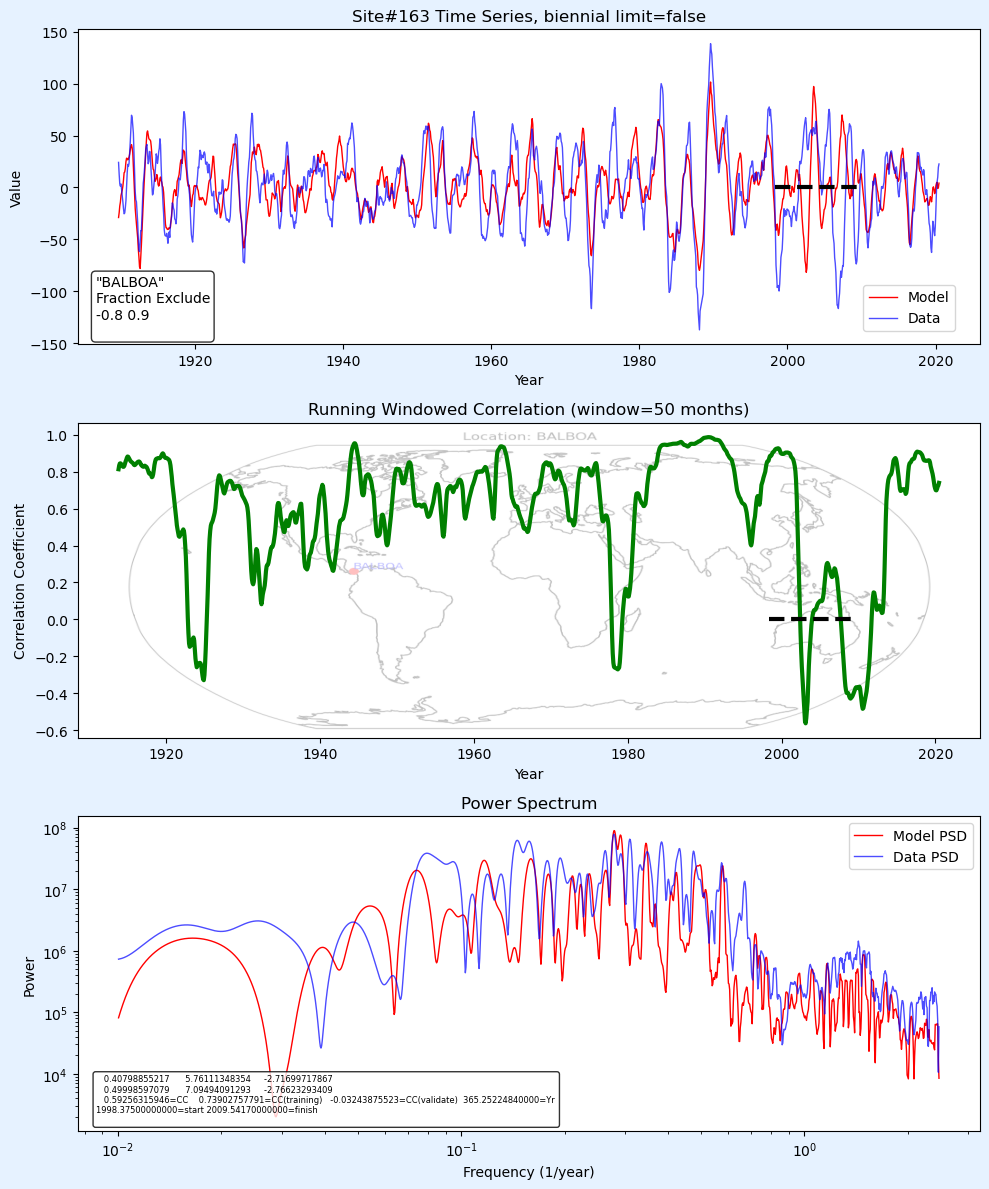 Site#163 Time Series, biennial limit=false
150
100
50
0
−50
−100
−150
Value
"BALBOA"
Fraction Exclude
-0.8 0.9
Model
Data
1920
1940
1960
1980
2000
2020
Year
Running Windowed Correlation (window=50 months)
Location: BALBOA
BALBOA
1.0
0.8
0.6
0.4
0.2
0.0
−0.2
−0.4
−0.6
Correlation Coefficient
1920
1940
1960
1980
2000
2020
Year
Power Spectrum
Model PSD
Data PSD
10^8
10^7
10^6
10^5
10^4
Power
0.40798855217 5.76111348354 -2.71699717867
0.49998597079 7.09494091293 -2.76623293409
0.59256315946=CC 0.73902757791=CC(training) -0.03243875523=CC(validate) 365.25224840000=Yr
1998.37500000000=start 2009.54170000000=finish
10^−2
10^−1
10^0
Frequency (1/year)